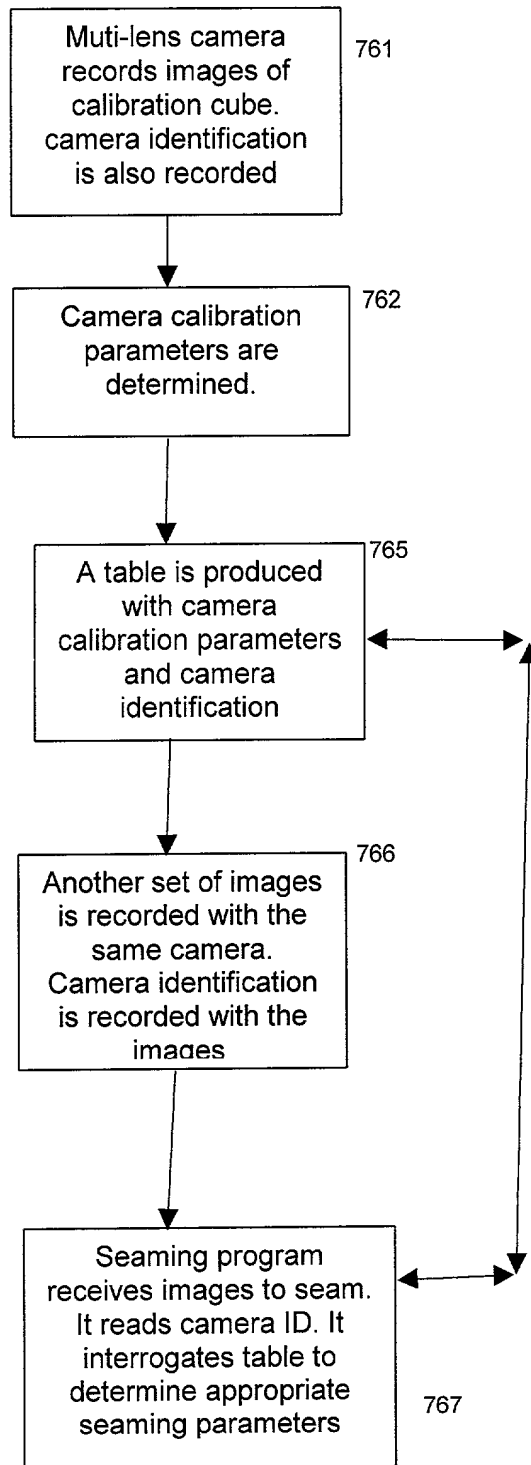 Muti-lens camera
records images of
calibration cube.
camera identification
is also recorded
761
Camera calibration
parameters are
determined.
762
A table is produced
with camera
calibration parameters
and camera
identification
765
Another set of images
is recorded with the
same camera.
Camera identification
is recorded with the
images
766
Seaming program
receives images to seam.
It reads camera ID. It
interrogates table to
determine appropriate
seaming parameters
767